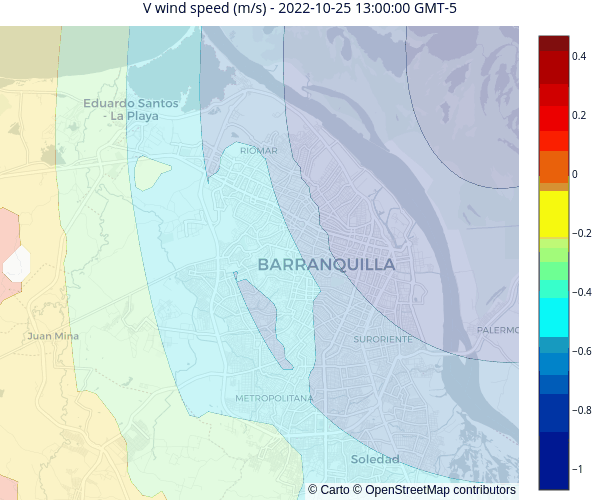 V wind speed (m/s) - 2022-10-25 13:00:00 GMT-5
Eduardo Santos
- La Playa
RIOMAR
BARRANQUILLA
Juan Mina
SURORIENTE
PALERMO
METROPOLITANA
Soledad
© Carto © OpenStreetMap contributors
0.4
0.2
0
−0.2
−0.4
−0.6
−0.8
−1